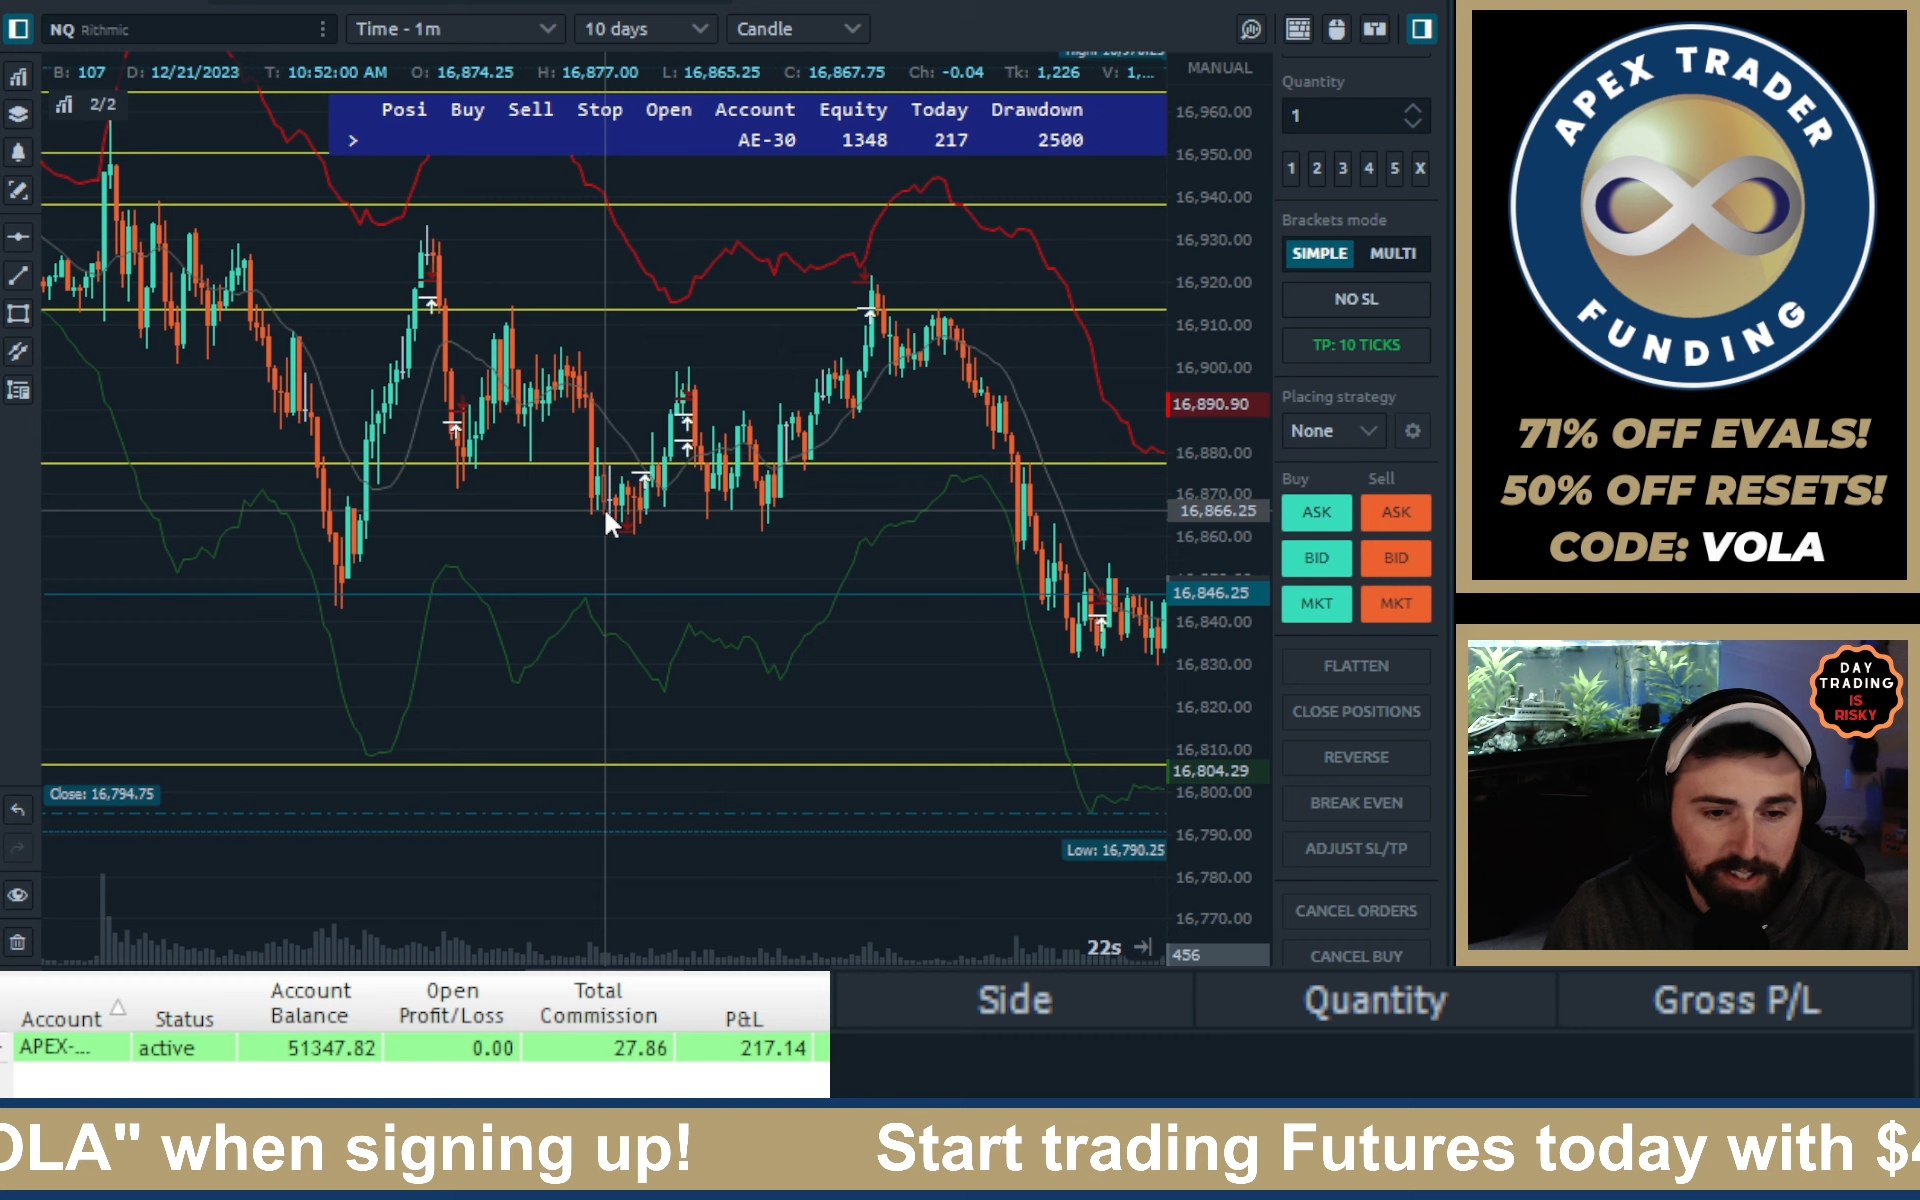 NQ Rithmic
Time - 1m
10 days
Candle
B: 107 D: 12/21/2023 T: 10:52:00 AM O: 16,874.25 H: 16,877.00 L: 16,865.25 C: 16,867.75 Ch: -0.04 Tk: 1,226 V: 1,...
2/2
Posi Buy Sell Stop Open Account Equity Today Drawdown
> AE-30 1348 217 2500
MANUAL
16,960.00
16,950.00
16,940.00
16,930.00
16,920.00
16,910.00
16,900.00
16,890.90
16,880.00
16,870.00
16,866.25
16,860.00
16,846.25
16,840.00
16,830.00
16,820.00
16,810.00
16,804.29
16,800.00
16,790.00
16,780.00
16,770.00
456
Close: 16,794.75
Low: 16,790.25
22s
Quantity
1
1 2 3 4 5 X
Brackets mode
SIMPLE MULTI
NO SL
TP: 10 TICKS
Placing strategy
None
Buy Sell
ASK ASK
BID BID
MKT MKT
FLATTEN
CLOSE POSITIONS
REVERSE
BREAK EVEN
ADJUST SL/TP
CANCEL ORDERS
CANCEL BUY
APEX TRADER
FUNDING
71% OFF EVALS!
50% OFF RESETS!
CODE: VOLA
DAY
TRADING
IS
RISKY
Account Status Account Balance Open Profit/Loss Total Commission P&L
APEX-... active 51347.82 0.00 27.86 217.14
Side Quantity Gross P/L
OLA" when signing up! Start trading Futures today with $4